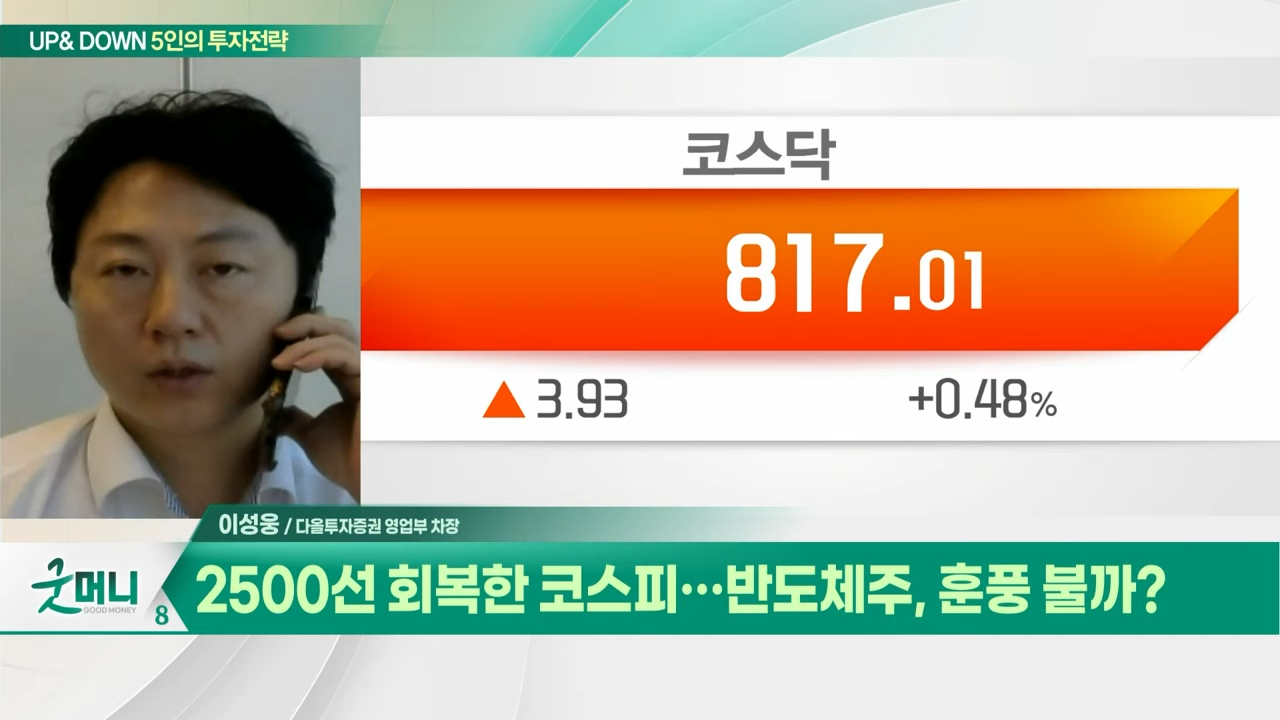 UP& DOWN 5인의 투자전략
코스닥
817.01
▲ 3.93 +0.48%
이성웅 / 다올투자증권 영업부 차장
굿머니
GOOD MONEY
8
2500선 회복한 코스피…반도체주, 훈풍 불까?